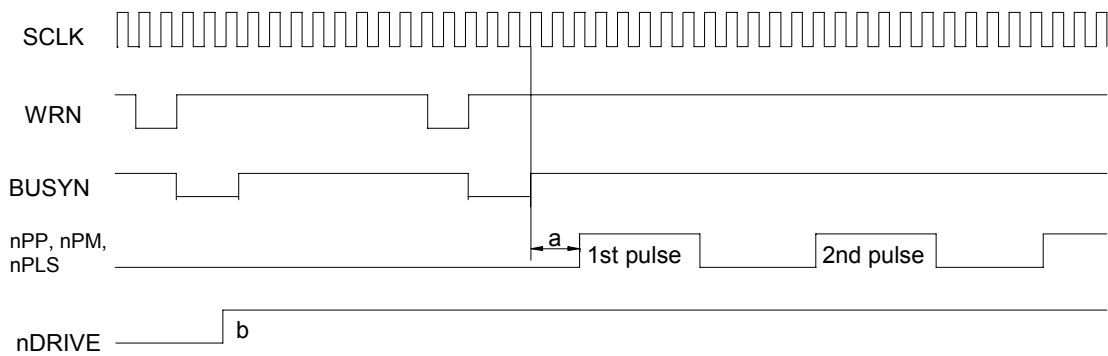 SCLK
WRN
BUSYN
nPP, nPM,
nPLS
a
1st pulse
2nd pulse
nDRIVE
b